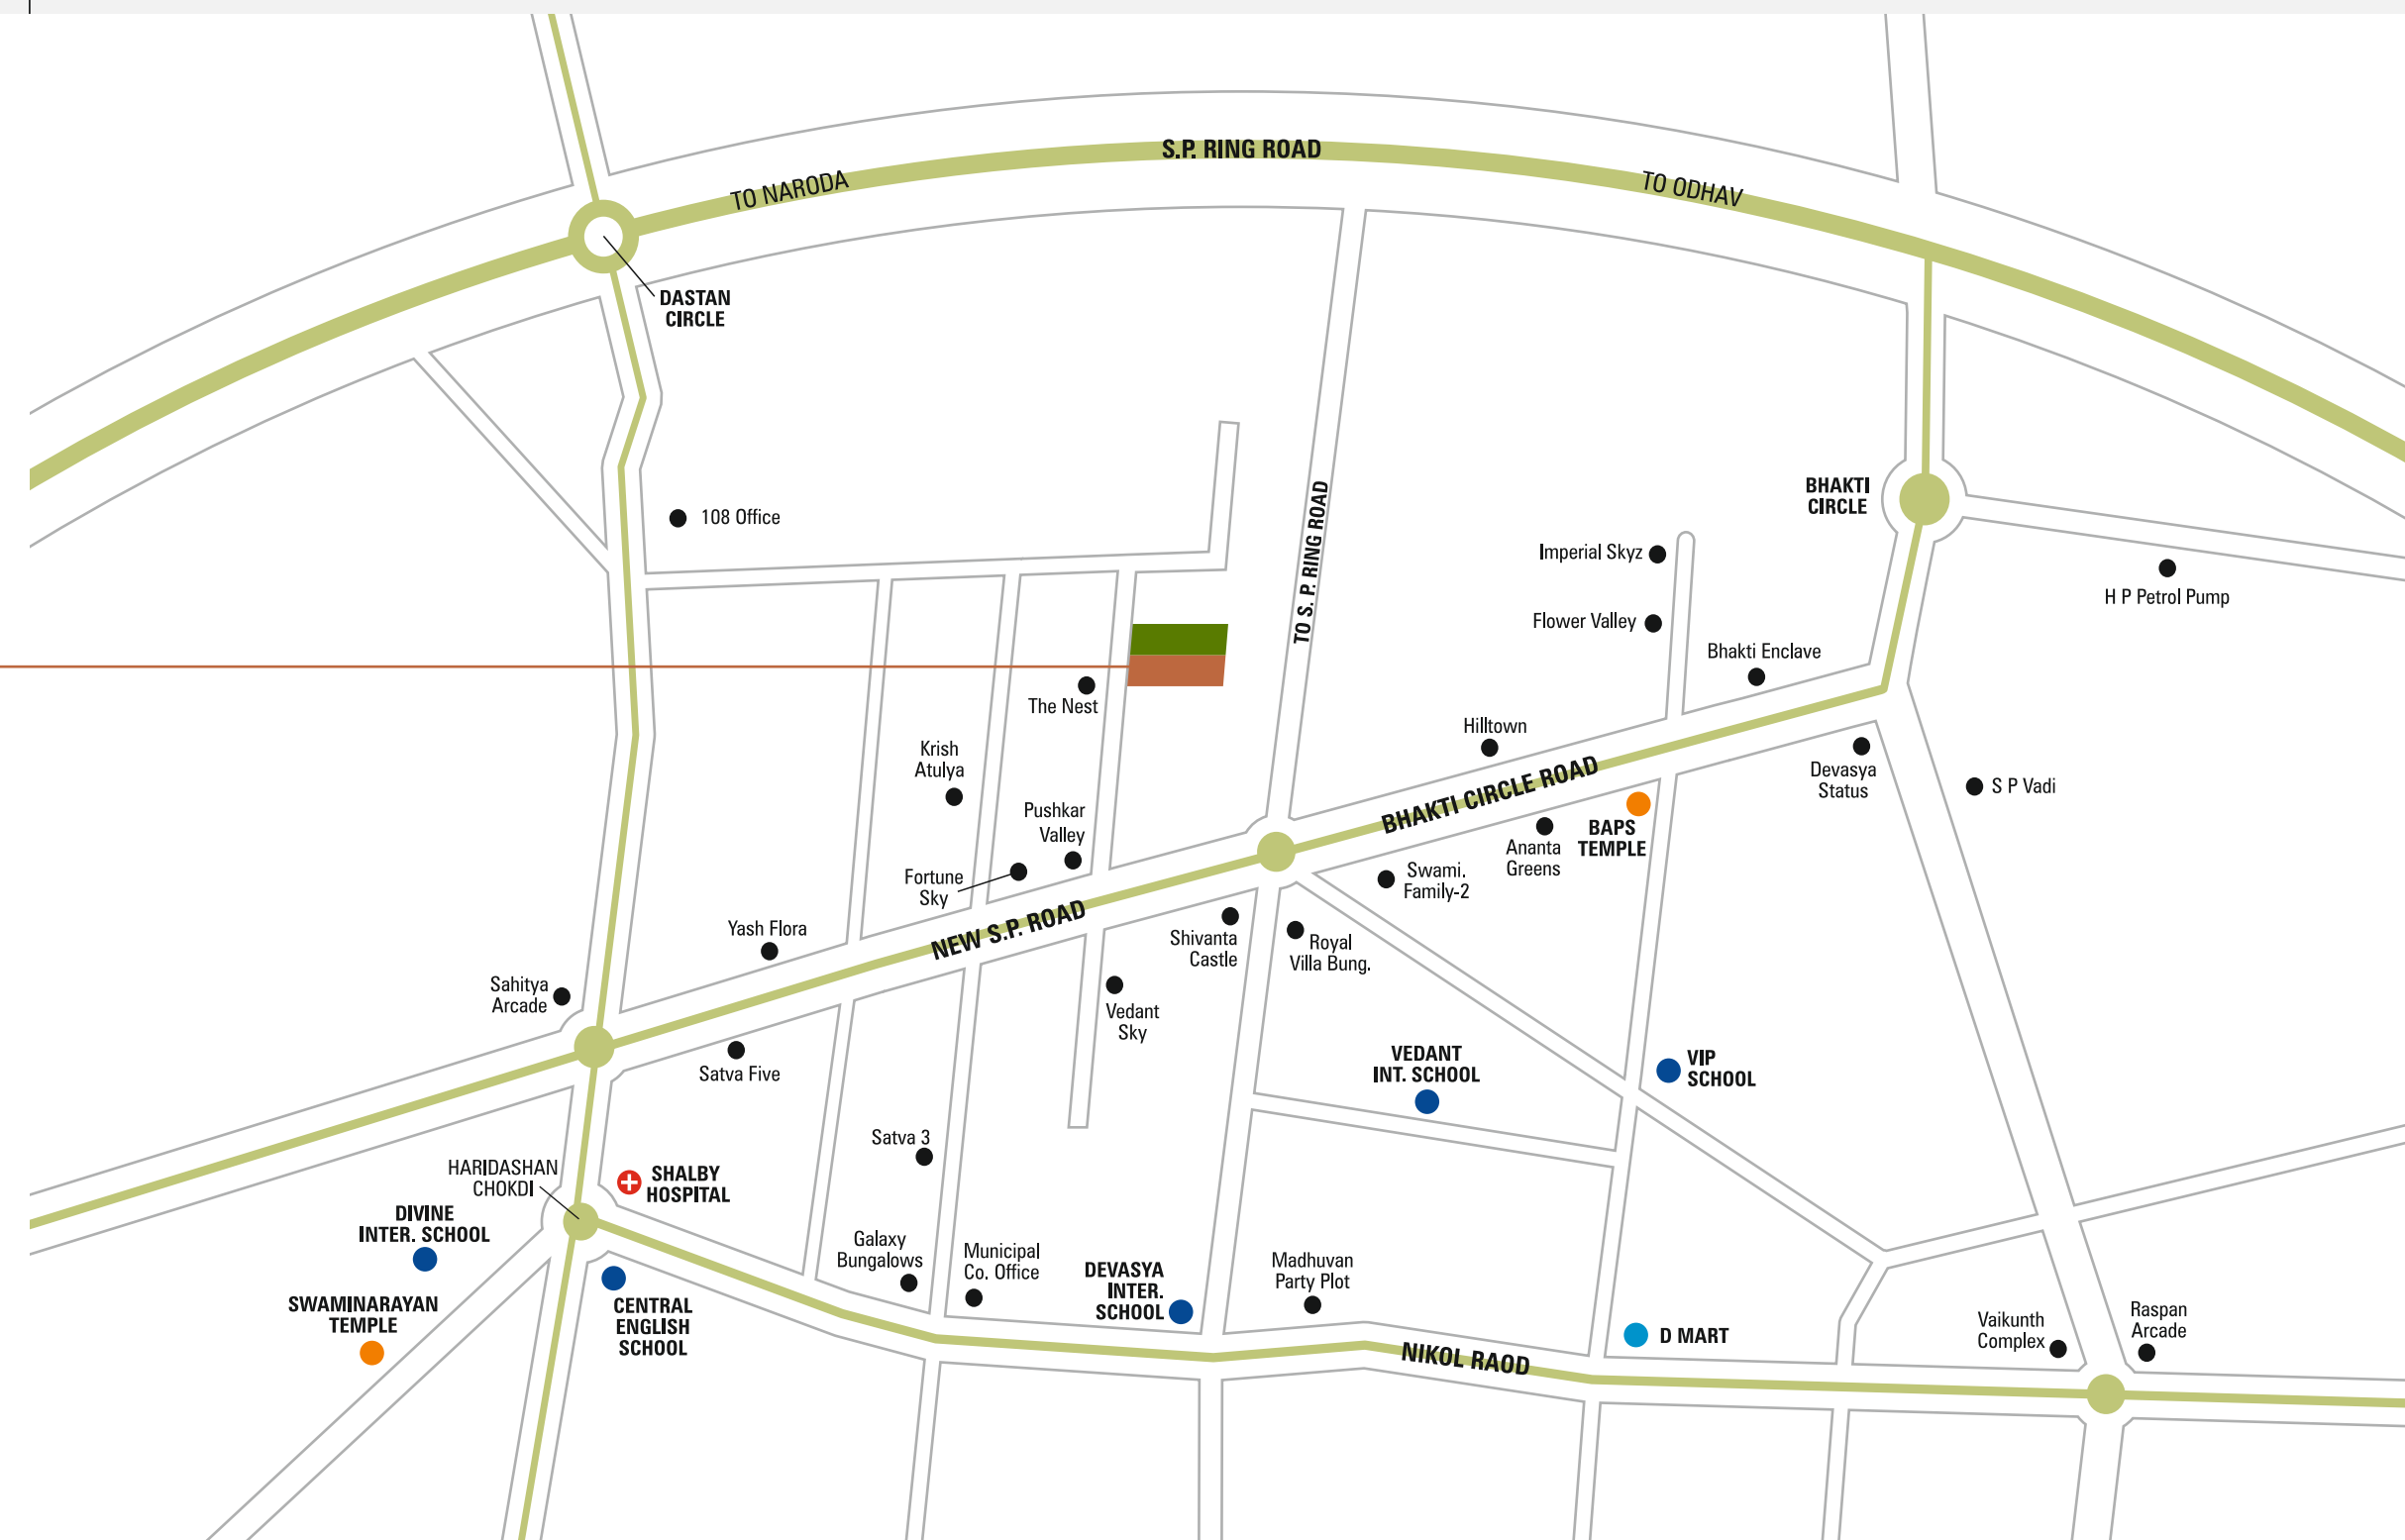 S.P. RING ROAD
TO NARODA
TO ODHAV
DASTAN
CIRCLE
108 Office
TO S. P. RING ROAD
BHAKTI
CIRCLE
Imperial Skyz
H P Petrol Pump
Flower Valley
Bhakti Enclave
The Nest
Hilltown
Krish
Atulya
BHAKTI CIRCLE ROAD
Devasya
Status
S P Vadi
Pushkar
Valley
BAPS
TEMPLE
Ananta
Greens
Fortune
Sky
Swami.
Family-2
NEW S.P. ROAD
Yash Flora
Shivanta
Castle
Royal
Villa Bung.
Sahitya
Arcade
Vedant
Sky
Satva Five
VEDANT
INT. SCHOOL
VIP
SCHOOL
Satva 3
HARIDASHAN
CHOKDI
SHALBY
HOSPITAL
DIVINE
INTER. SCHOOL
Galaxy
Bungalows
Municipal
Co. Office
DEVASYA
INTER.
SCHOOL
Madhuvan
Party Plot
SWAMINARAYAN
TEMPLE
CENTRAL
ENGLISH
SCHOOL
NIKOL RAOD
D MART
Vaikunth
Complex
Raspan
Arcade